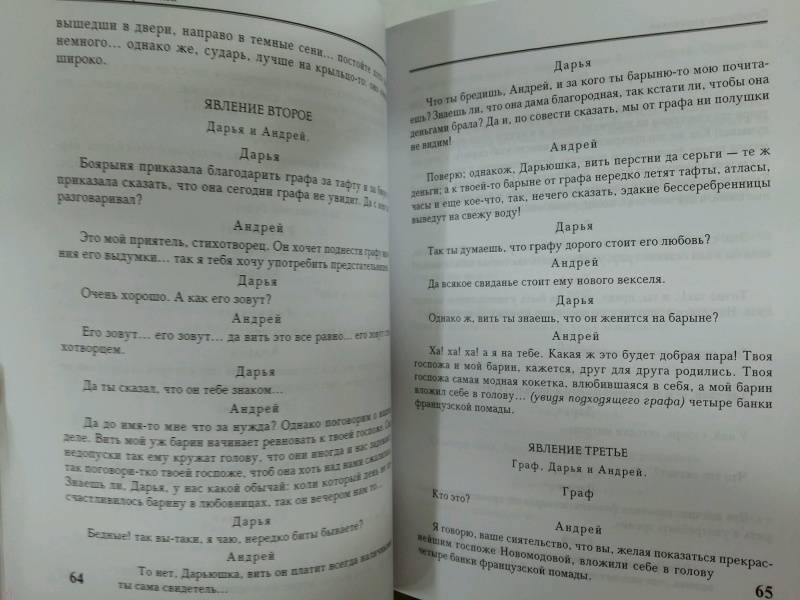 вышедши в двери, направо в темные сени... постойте
немного... однако же, сударь, лучше на крыльцо-то:
широко.
ЯВЛЕНИЕ ВТОРОЕ
Дарья и Андрей.
Дарья
Боярыня приказала благодарить графа за тафту и за
приказала сказать, что она сегодни графа не увидит. Да с
разговаривал?
Андрей
Это мой приятель, стихотворец. Он хочет поднести графу
ния его выдумки... так я тебя хочу употребить
Дарья
Очень хорошо. А как его зовут?
Андрей
Его зовут... его зовут... да вить это все равно... его зовут
хотворцем.
Дарья
Да ты сказал, что он тебе знаком...
Андрей
Да до имя-то мне что за нужда? Однако поговорим о
деле. Вить мой уж барин начинает ревновать к твоей госпоже.
недопуски так ему кружат голову, что они иногда и нас
так поговори-тко твоей госпоже, чтоб она хоть над нами
Знаешь ли, Дарья, у нас какой обычай: коли который день не
счастливилось барину в любовницах, так он вечером нам то...
Дарья
Бедные! так вы-таки, я чаю, нередко биты бываете?
Андрей
То нет, Дарьюшка, вить он платит всегда
ты сама свидетель...
64
Дарья
Что ты бредишь, Андрей, и за кого ты барыню-то мою почита-
ешь? Знаешь ли, что она дама благородная, так кстати ли, чтобы она
деньгами брала? Да и, по совести сказать, мы от графа ни полушки
не видим!
Андрей
Поверю; однакож, Дарьюшка, вить перстни да серьги — те ж
деньги; а к твоей-то барыне от графа нередко летят тафты, атласы,
часы и еще кое-что, так, нечего сказать, эдакие бессеребренницы
выведут на свежу воду!
Дарья
Так ты думаешь, что графу дорого стоит его любовь?
Андрей
Да всякое свиданье стоит ему нового векселя.
Дарья
Однако ж, вить ты знаешь, что он женится на барыне?
Андрей
Ха! ха! ха! а я на тебе. Какая ж это будет добрая пара! Твоя
госпожа и мой барин, кажется, друг для друга родились. Твоя
госпожа самая модная кокетка, влюбившаяся в себя, а мой барин
вложил себе в голову... (увидя подходящего графа) четыре банки
французской помады.
ЯВЛЕНИЕ ТРЕТЬЕ
Граф, Дарья и Андрей.
Граф
Кто это?
Андрей
Я говорю, ваше сиятельство, что вы, желая показаться прекрас-
нейшим госпоже Новомодовой, вложили себе в голову
четыре банки французской помады.
65